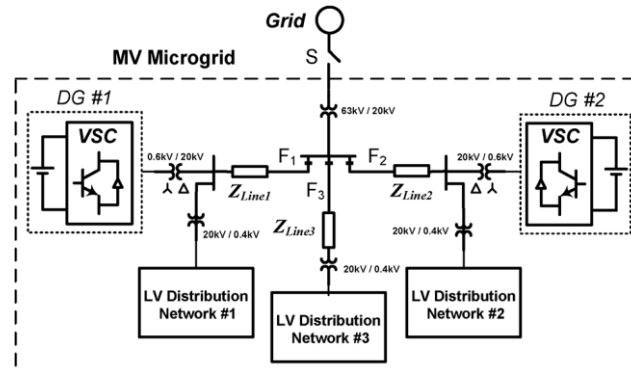 Grid
MV Microgrid
S
DG #1
DG #2
VSC
VSC
63kV / 20kV
0.6kV / 20kV
20kV / 0.6kV
F1
F2
F3
ZLine1
ZLine2
ZLine3
20kV / 0.4kV
20kV / 0.4kV
20kV / 0.4kV
LV Distribution
Network #1
LV Distribution
Network #3
LV Distribution
Network #2